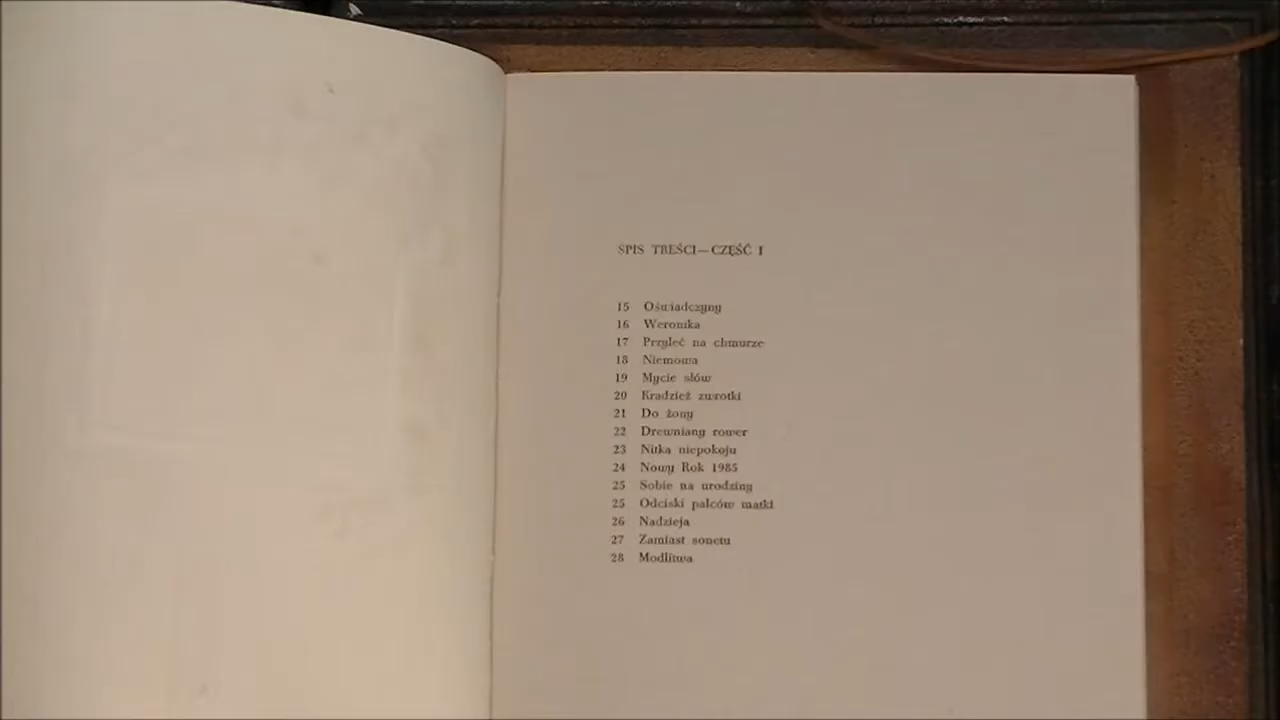 SPIS TREŚCI—CZĘŚĆ I
15 Oświadczyny
16 Weronika
17 Przyleć na chmurze
18 Niemowa
19 Mycie słów
20 Kradzież zwrotki
21 Do żony
22 Drewniany rower
23 Nitka niepokoju
24 Nowy Rok 1985
25 Sobie na urodziny
25 Odciski palców matki
26 Nadzieja
27 Zamiast sonetu
28 Modlitwa